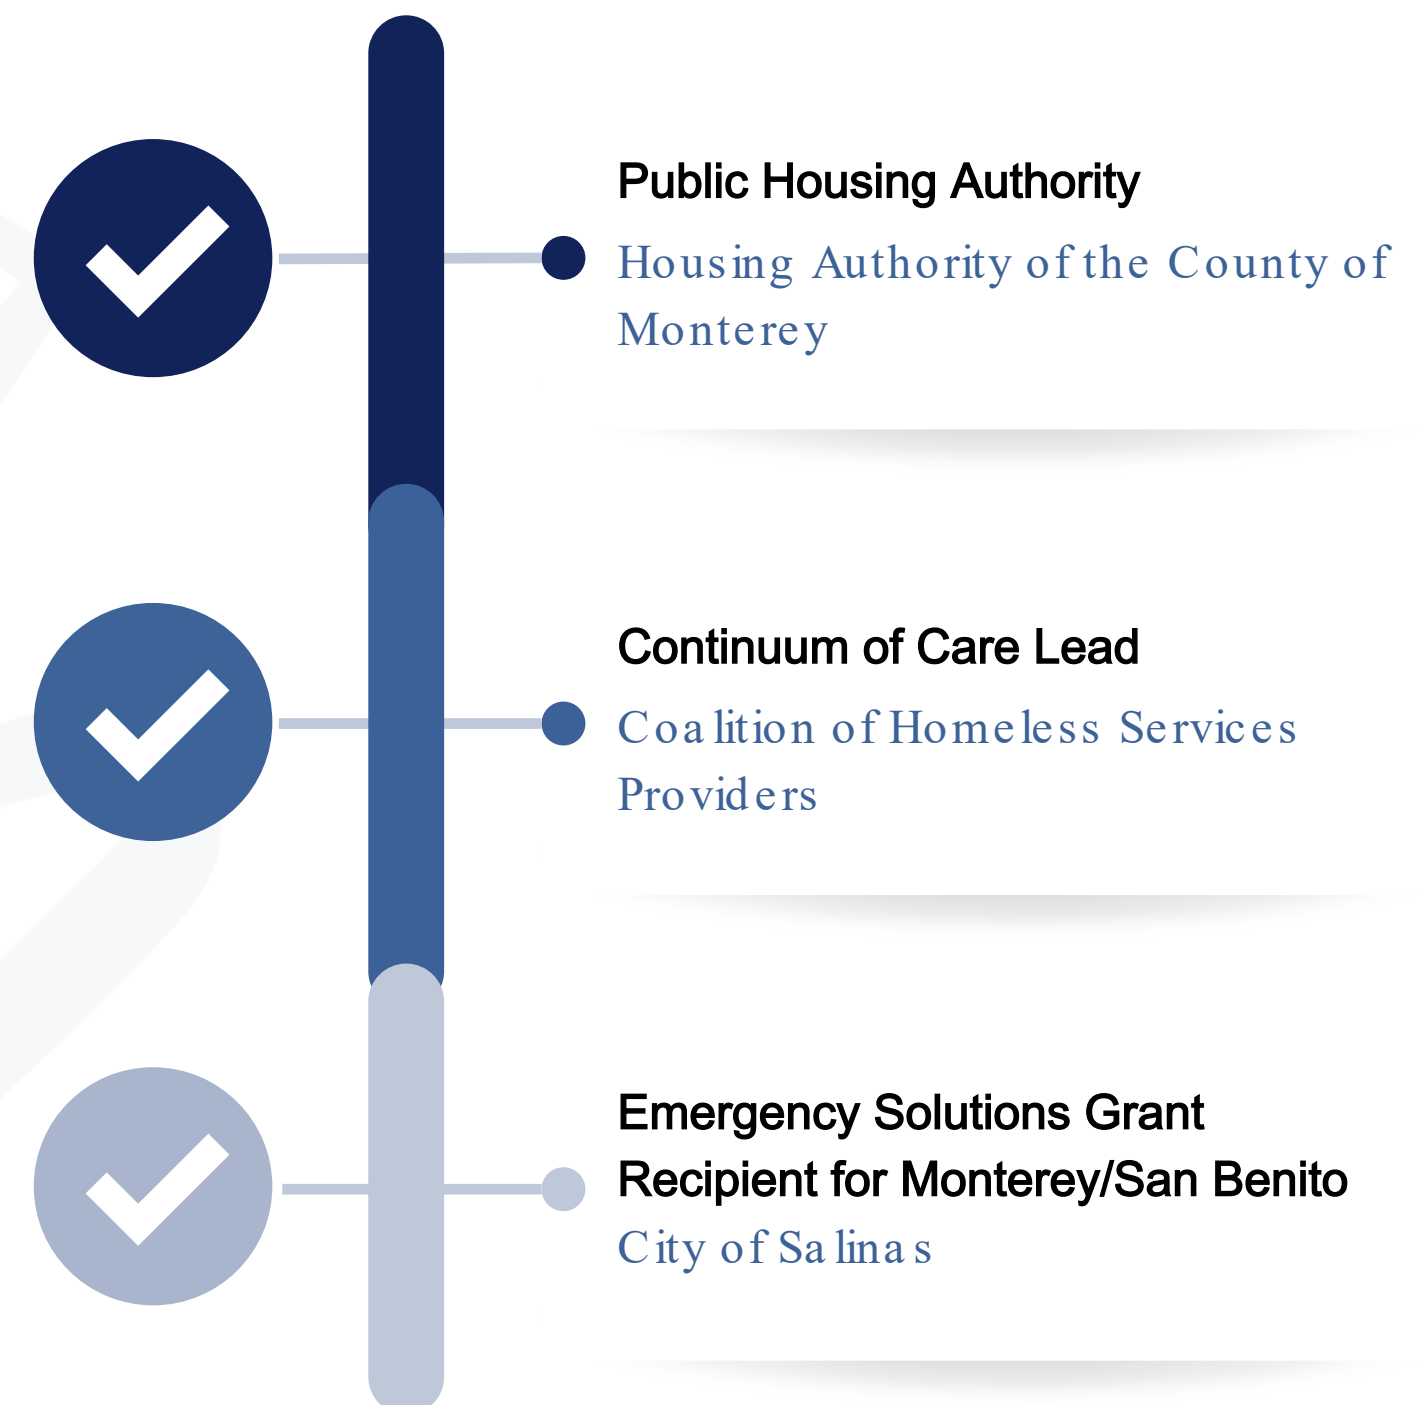 Public Housing Authority
Housing Authority of the County of
Monterey
Continuum of Care Lead
Coalition of Homeless Services
Providers
Emergency Solutions Grant
Recipient for Monterey/San Benito
City of Salinas